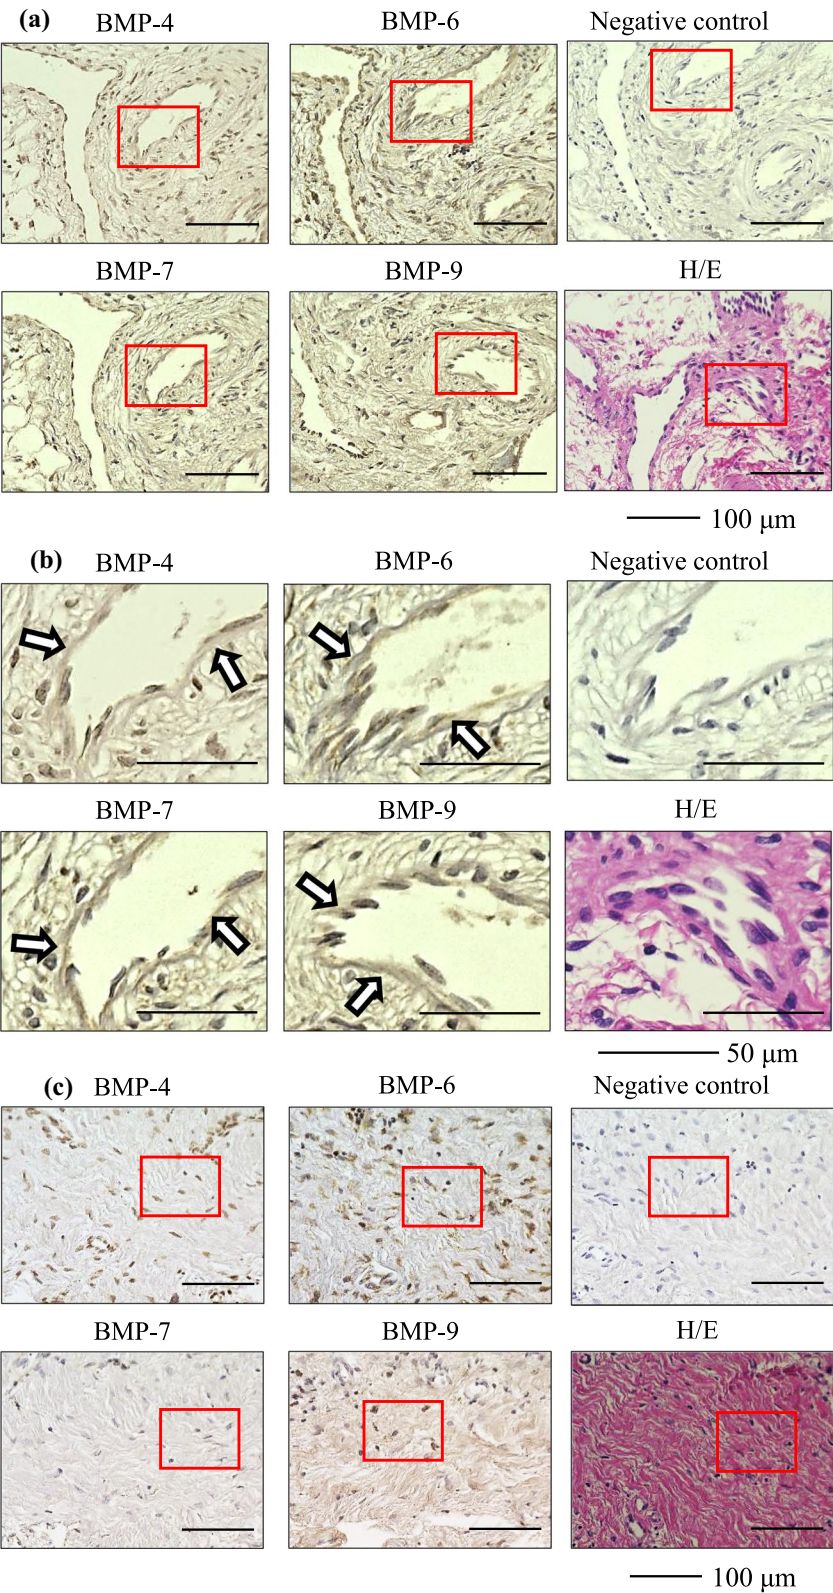 (a) BMP-4 BMP-6 Negative control
BMP-7 BMP-9 H/E
100 μm
(b) BMP-4 BMP-6 Negative control
BMP-7 BMP-9 H/E
50 μm
(c) BMP-4 BMP-6 Negative control
BMP-7 BMP-9 H/E
100 μm